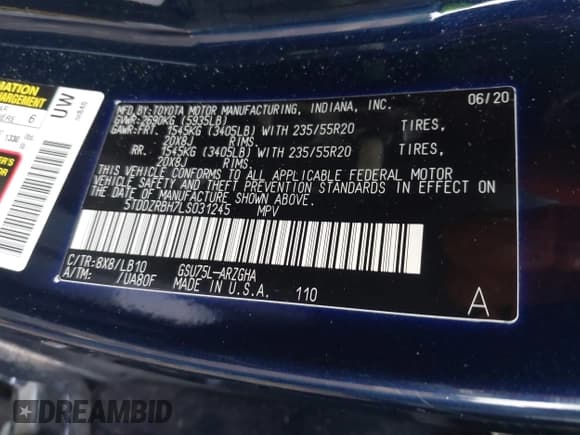 MFD.BY:TOYOTA MOTOR MANUFACTURING, INDIANA, INC. 06/20
GVWR:2690KG (5935LB)
GAWR:FRT. 1545KG (3405LB) WITH 235/55R20 TIRES,
20X8J RIMS.
RR. 1545KG (3405LB) WITH 235/55R20 TIRES,
20X8J RIMS.
THIS VEHICLE CONFORMS TO ALL APPLICABLE FEDERAL MOTOR
VEHICLE SAFETY AND THEFT PREVENTION STANDARDS IN EFFECT
ON THE DATE OF MANUFACTURE SHOWN ABOVE.
5TDDZRBH7LS031245 MPV
C/TR:8X8/LB10 GSU75L-ARZGHA
A/TM: /UA80F MADE IN U.S.A. 110 A
MATION
HARGEMENT
6
UW
DREAMBID